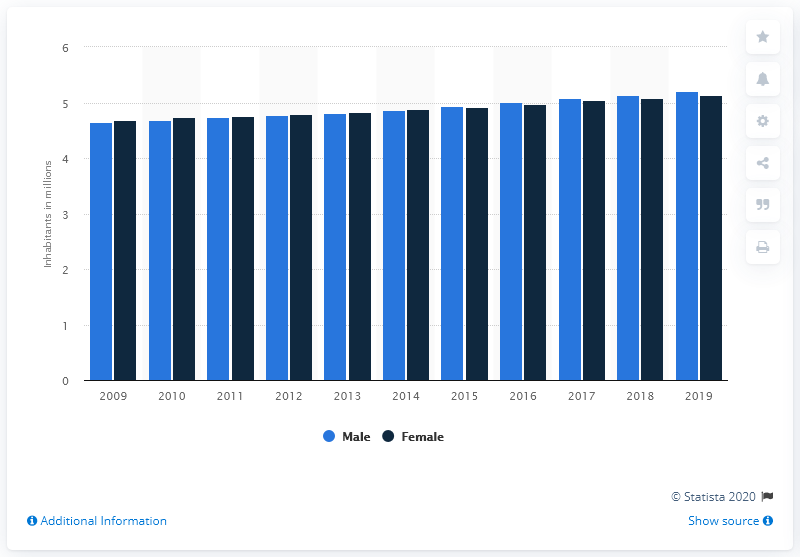 6
5
4
3
2
1
0
Inhabitants in millions
2009 2010 2011 2012 2013 2014 2015 2016 2017 2018 2019
Male Female
© Statista 2020
Additional Information
Show source